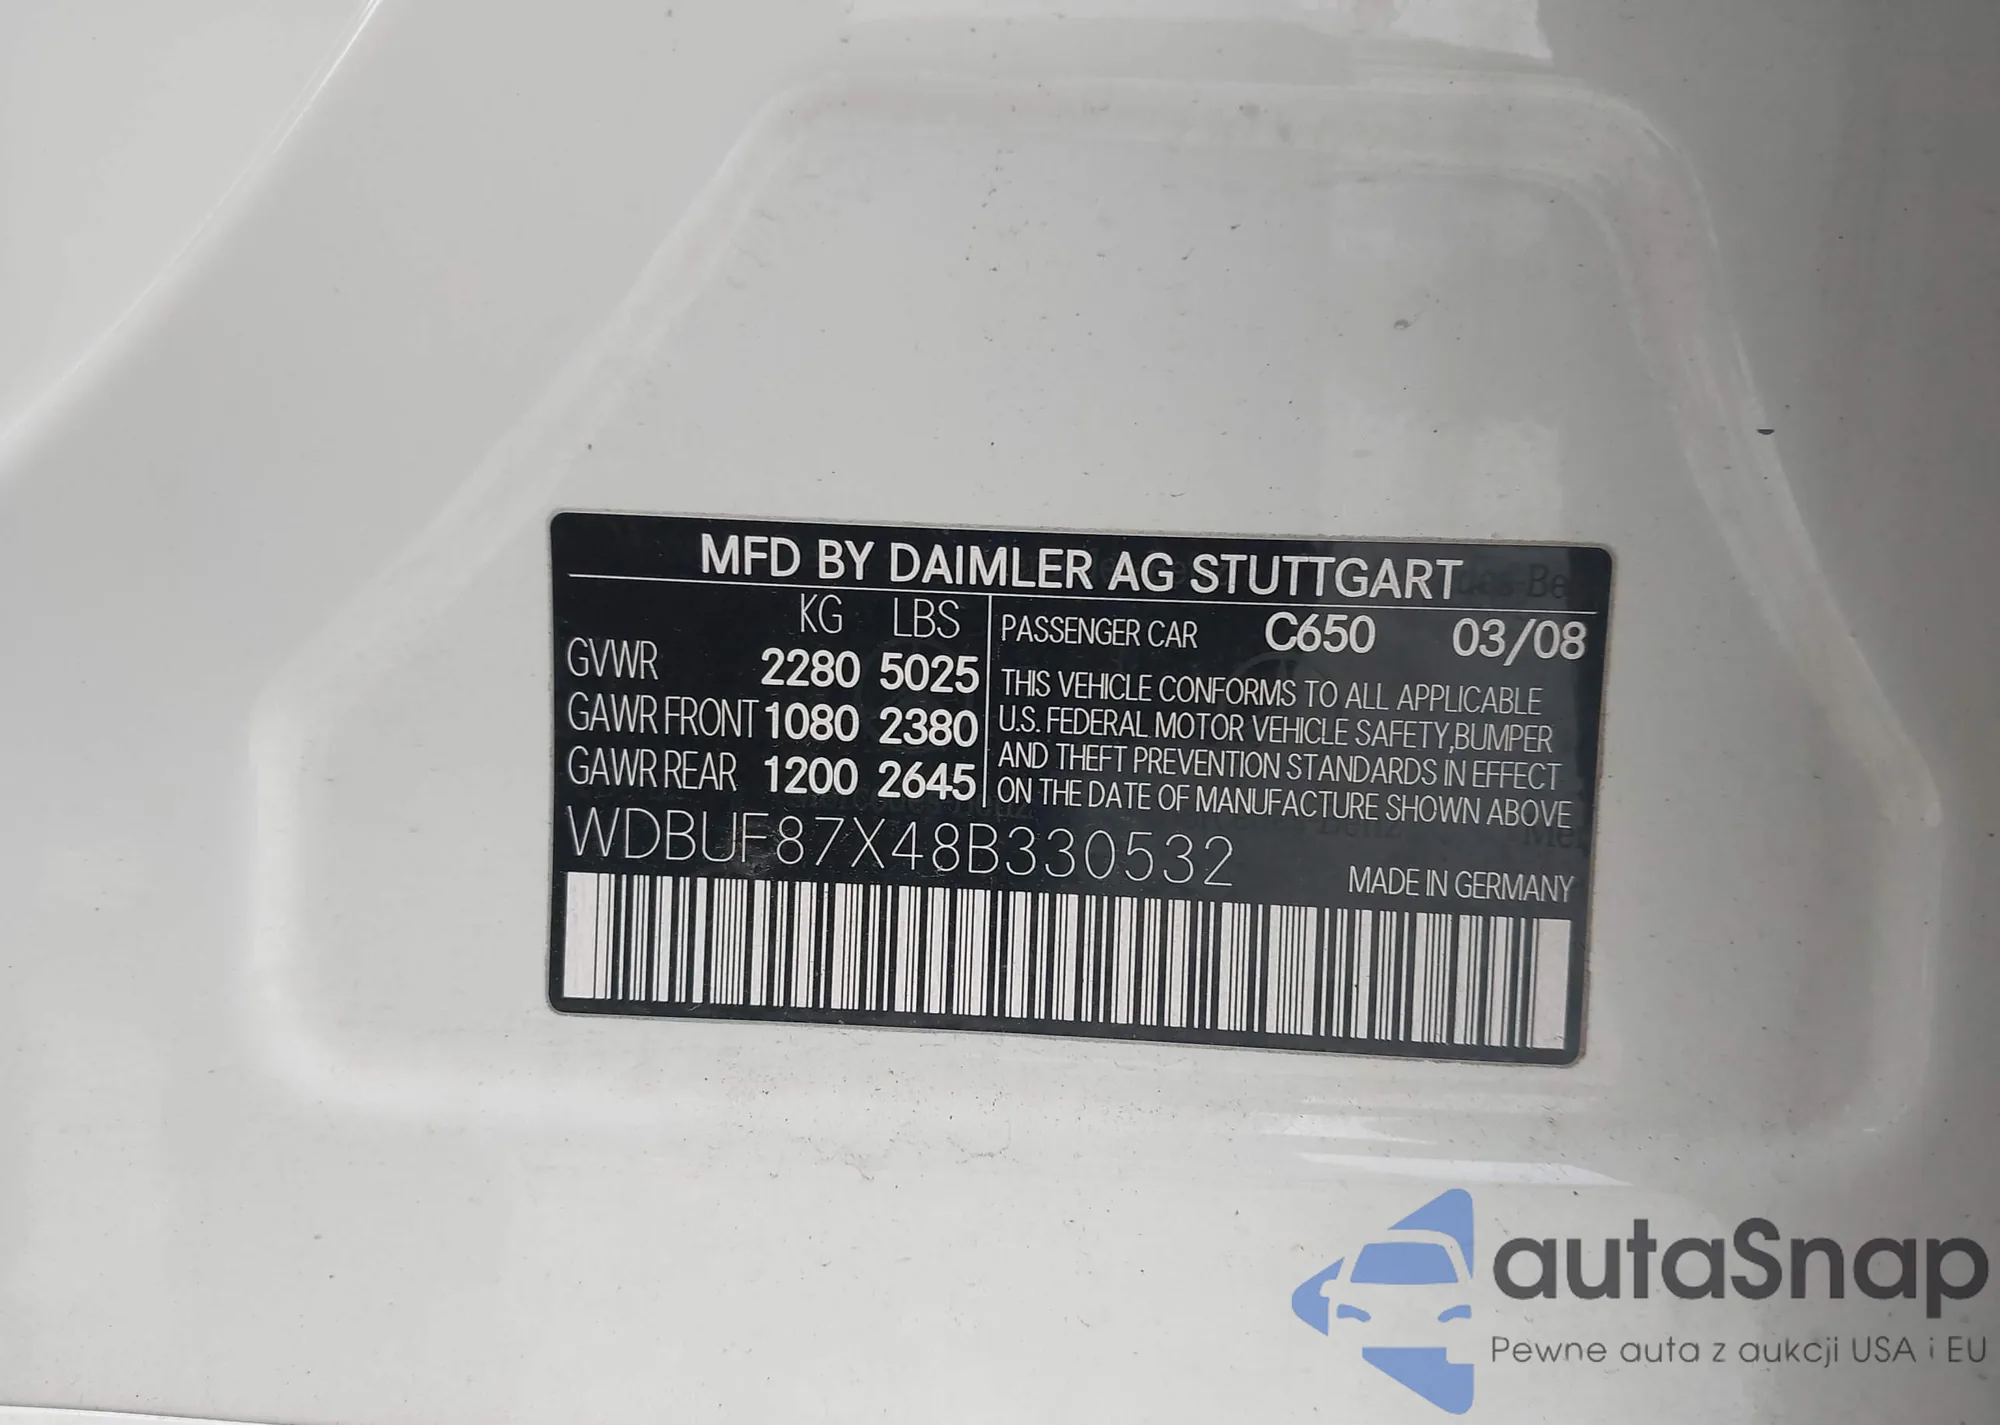 MFD BY DAIMLER AG STUTTGART
KG LBS
GVWR 2280 5025
GAWR FRONT 1080 2380
GAWR REAR 1200 2645
PASSENGER CAR C650 03/08
THIS VEHICLE CONFORMS TO ALL APPLICABLE
U.S. FEDERAL MOTOR VEHICLE SAFETY,BUMPER
AND THEFT PREVENTION STANDARDS IN EFFECT
ON THE DATE OF MANUFACTURE SHOWN ABOVE
WDBUF87X48B330532
MADE IN GERMANY
autaSnap
Pewne auta z aukcji USA i EU